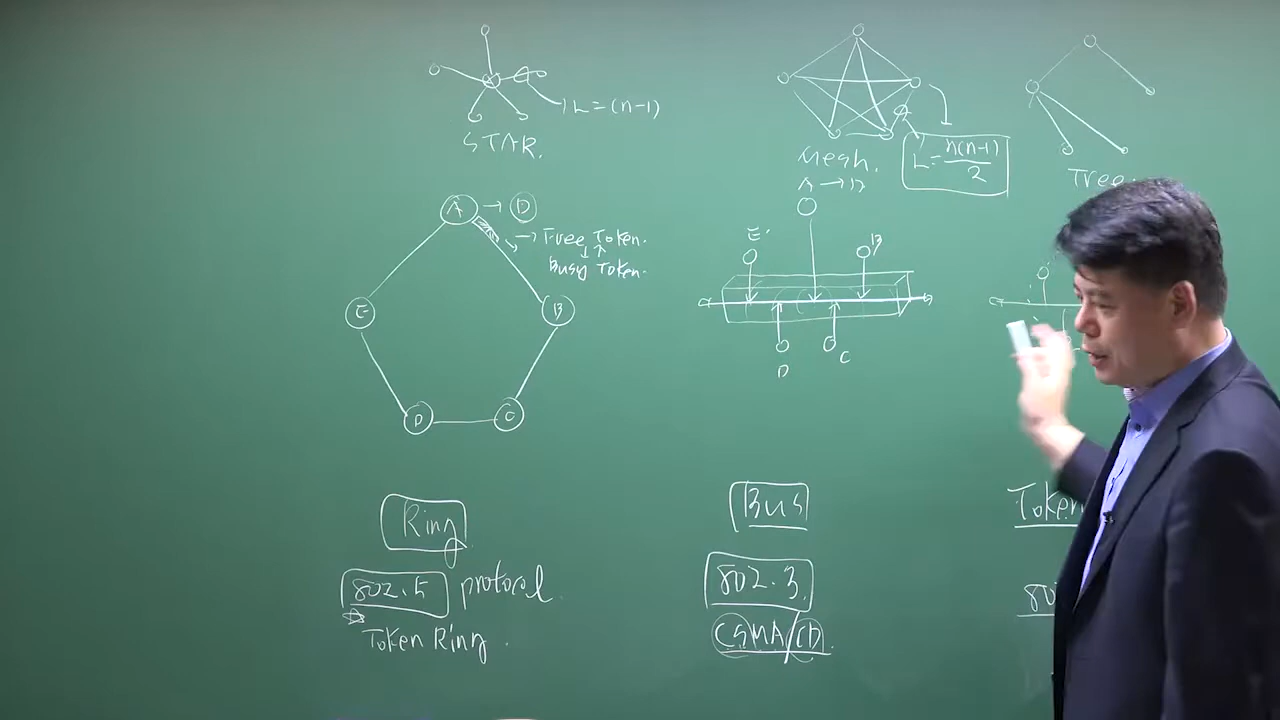 L=(n-1)
STAR.
Mesh.
L=n(n-1)/2
Tree.
A → D
A → B
Free Token.
Busy Token.
E
B
D
C
E
B
D
C
Ring
Bus
Token
802.5 protocol
802.3
80
Token Ring.
CSMA/CD